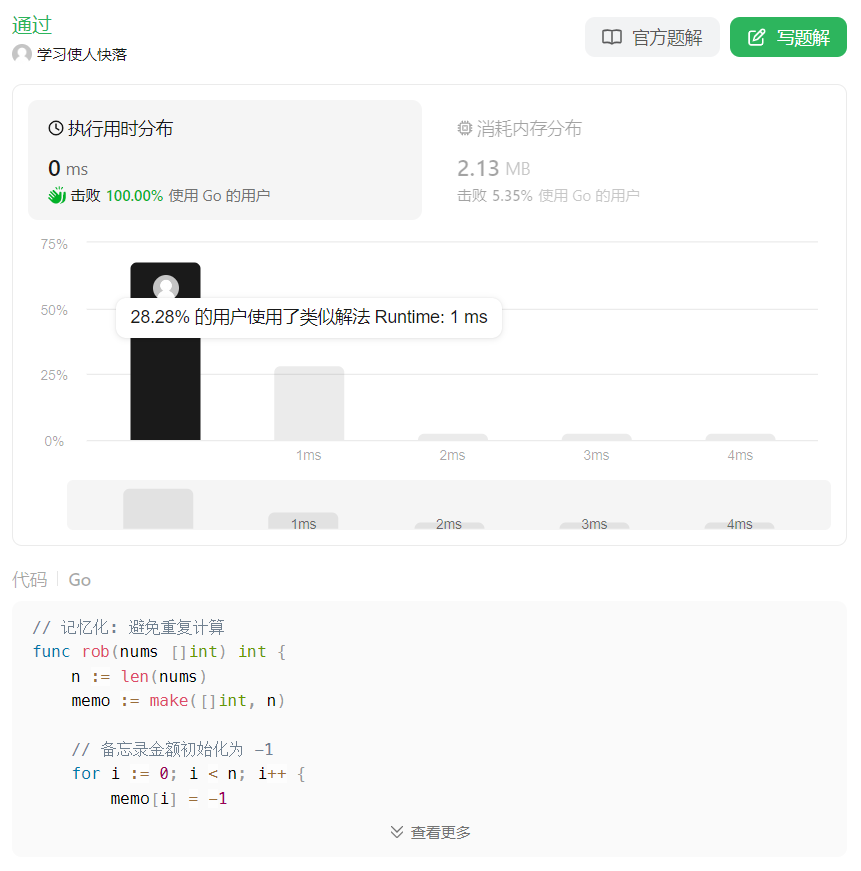 通过
学习使人快落
官方题解
写题解
执行用时分布
0 ms
击败 100.00% 使用 Go 的用户
消耗内存分布
2.13 MB
击败 5.35% 使用 Go 的用户
75%
50%
25%
0%
28.28% 的用户使用了类似解法 Runtime: 1 ms
1ms 2ms 3ms 4ms
1ms 2ms 3ms 4ms
代码 Go
// 记忆化: 避免重复计算
func rob(nums []int) int {
    n := len(nums)
    memo := make([]int, n)
    // 备忘录金额初始化为 -1
    for i := 0; i < n; i++ {
        memo[i] = -1
查看更多